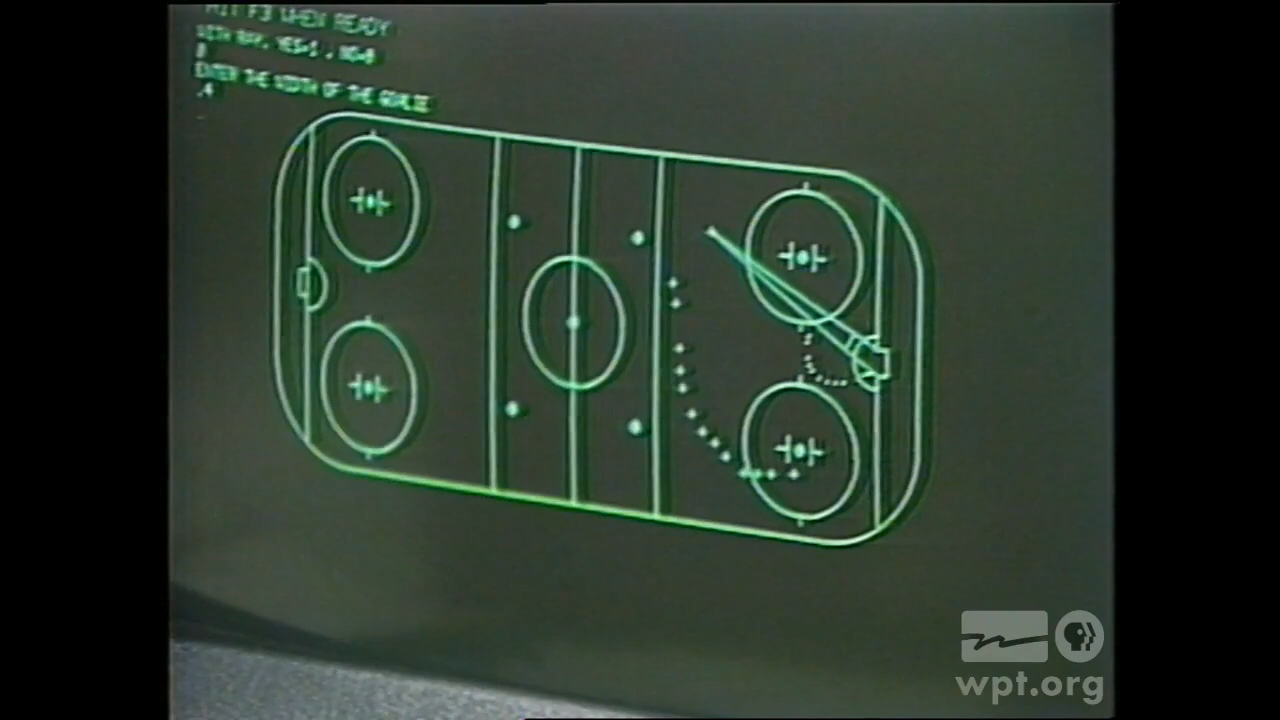 HIT F3 WHEN READY
WITH RAY, YES=1 , NO=0
0
ENTER THE WIDTH OF THE GOALIE
.4
wpt.org